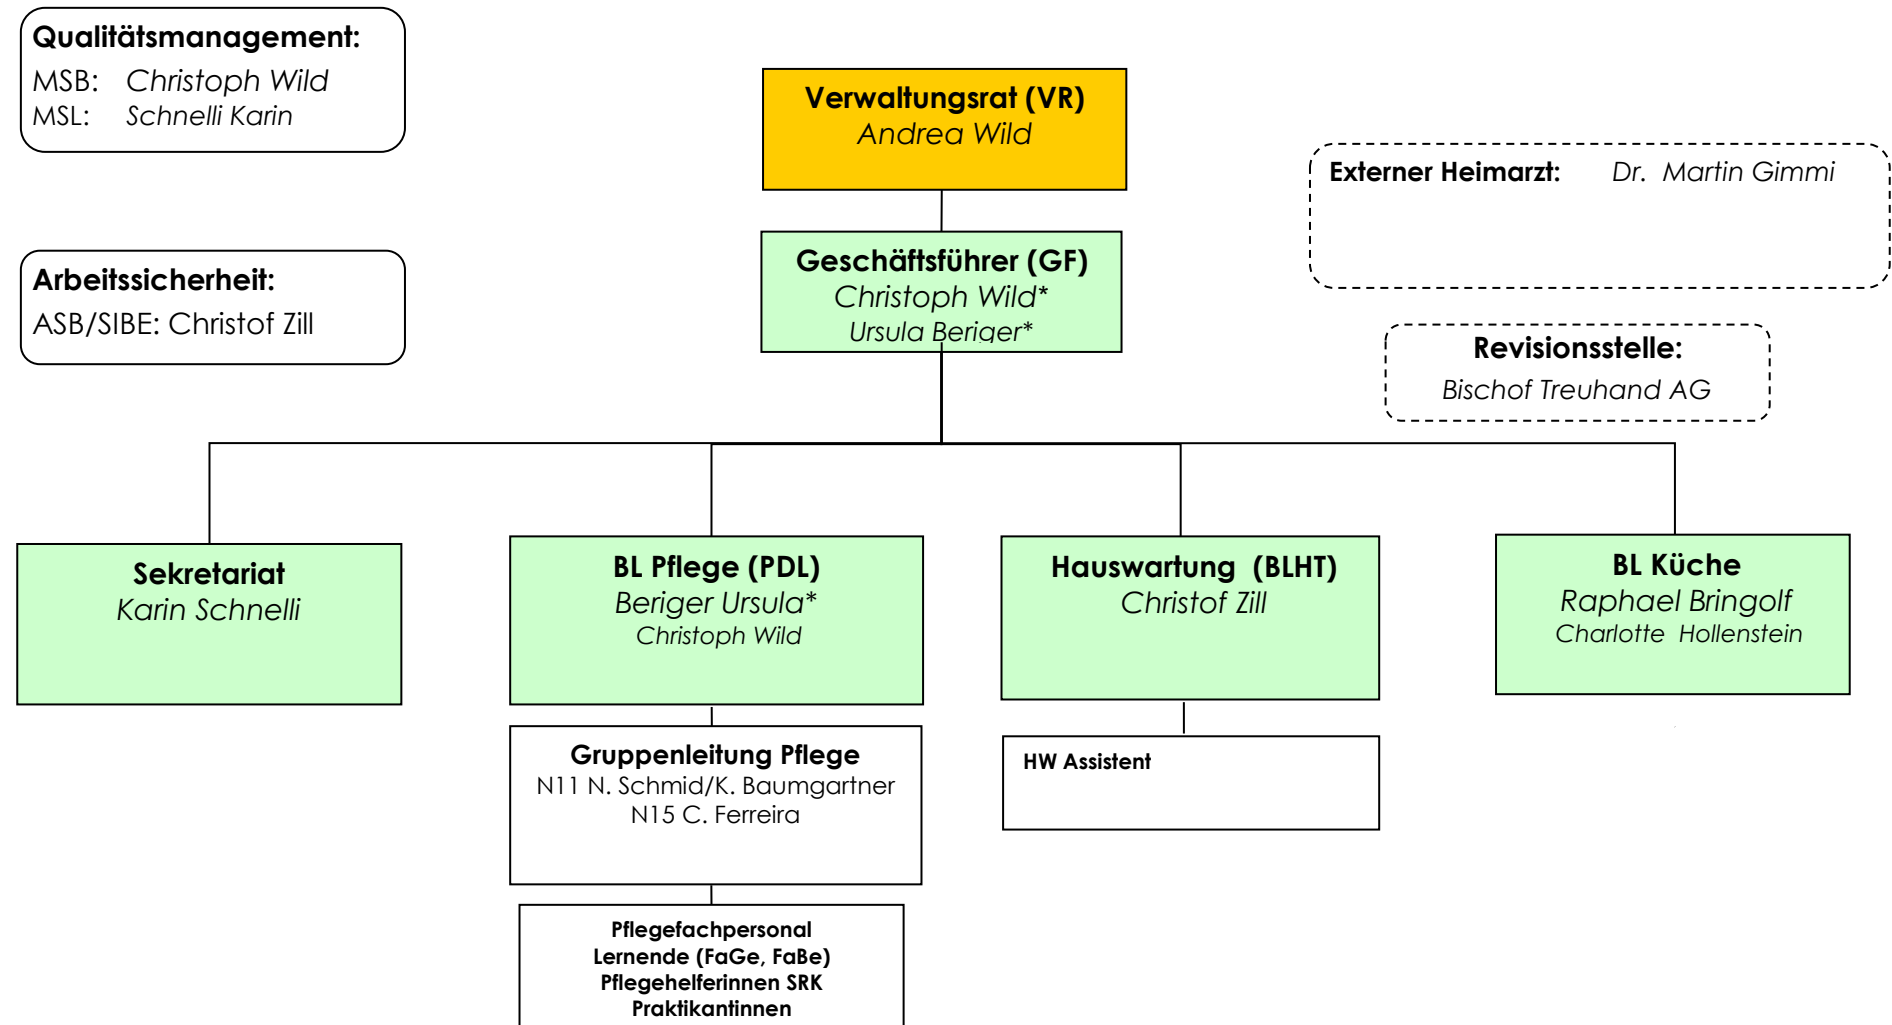 Qualitätsmanagement:
MSB: Christoph Wild
MSL: Schnelli Karin
Verwaltungsrat (VR)
Andrea Wild
Externer Heimarzt: Dr. Martin Gimmi
Arbeitssicherheit:
ASB/SIBE: Christof Zill
Geschäftsführer (GF)
Christoph Wild*
Ursula Beriger*
Revisionsstelle:
Bischof Treuhand AG
Sekretariat
Karin Schnelli
BL Pflege (PDL)
Beriger Ursula*
Christoph Wild
Hauswartung (BLHT)
Christof Zill
BL Küche
Raphael Bringolf
Charlotte Hollenstein
Gruppenleitung Pflege
N11 N. Schmid/K. Baumgartner
N15 C. Ferreira
HW Assistent
Pflegefachpersonal
Lernende (FaGe, FaBe)
Pflegehelferinnen SRK
Praktikantinnen